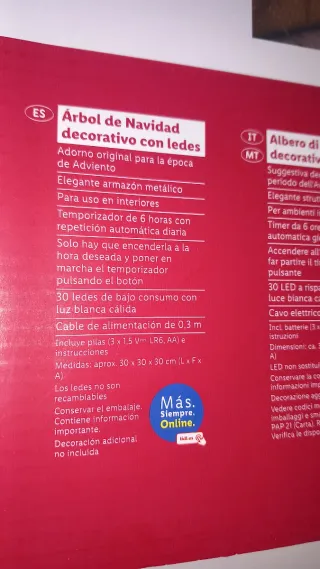 ES
Árbol de Navidad
decorativo con ledes
Adorno original para la época
de Adviento
Elegante armazón metálico
Para uso en interiores
Temporizador de 6 horas con
repetición automática diaria
Solo hay que encenderla a la
hora deseada y poner en
marcha el temporizador
pulsando el botón
30 ledes de bajo consumo con
luz blanca cálida
Cable de alimentación de 0,3 m
Incluye pilas (3 x 1,5 V LR6, AA) e
instrucciones
Medidas: aprox. 30 x 30 x 30 cm (L x F x
A)
Los ledes no son
recambiables
Conservar el embalaje.
Contiene información
importante.
Decoración adicional
no incluida
Más.
Siempre.
Online.
lidl.es
IT
MT
Albero di
decorativ
Suggestiva dec
periodo dell'A
Elegante strut
Per ambienti i
Timer da 6 ore
automatica gi
Accendere all
far partire il ti
pulsante
30 LED a rispa
luce bianca ca
Cavo elettrico
Incl. batterie (3 x
istruzioni
Dimensioni: ca. 3
A)
LED non sostitui
Conservare la co
Informazioni imp
Decorazione agg
Vedere codici m
imballaggi e sm
PAP 21 (Carta). R
Verifica le dispo